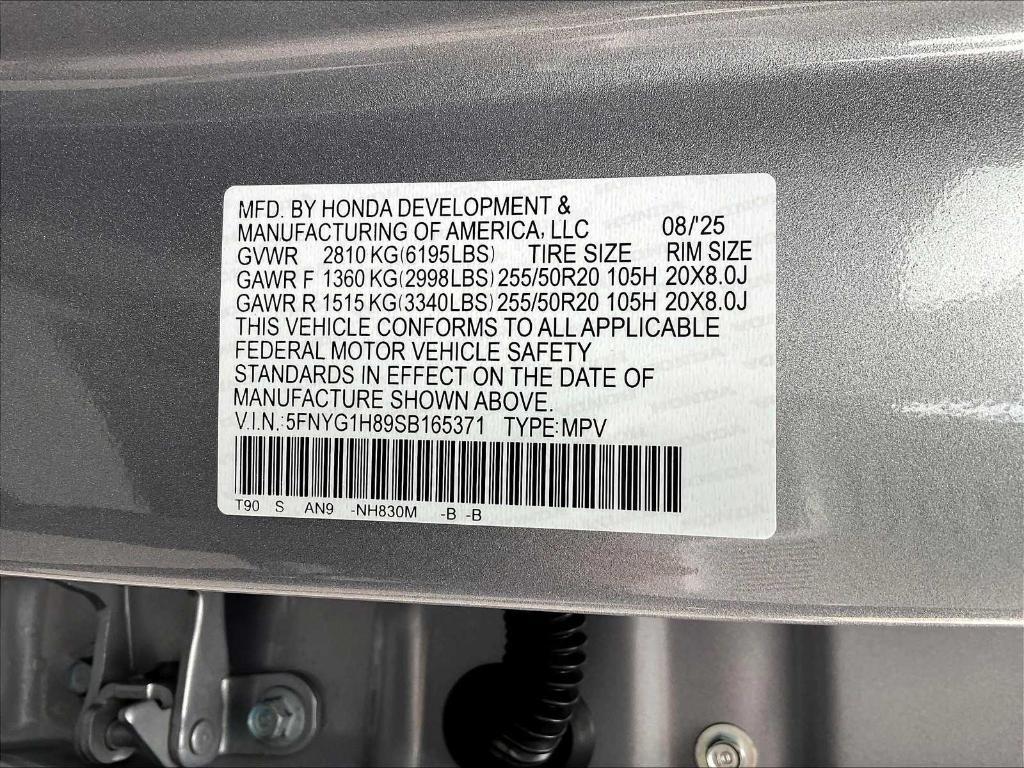 MFD. BY HONDA DEVELOPMENT &
MANUFACTURING OF AMERICA, LLC 08/'25
GVWR 2810 KG(6195LBS) TIRE SIZE RIM SIZE
GAWR F 1360 KG(2998LBS) 255/50R20 105H 20X8.0J
GAWR R 1515 KG(3340LBS) 255/50R20 105H 20X8.0J
THIS VEHICLE CONFORMS TO ALL APPLICABLE
FEDERAL MOTOR VEHICLE SAFETY
STANDARDS IN EFFECT ON THE DATE OF
MANUFACTURE SHOWN ABOVE.
V.I.N.:5FNYG1H89SB165371 TYPE:MPV
T90 S AN9 -NH830M -B -B